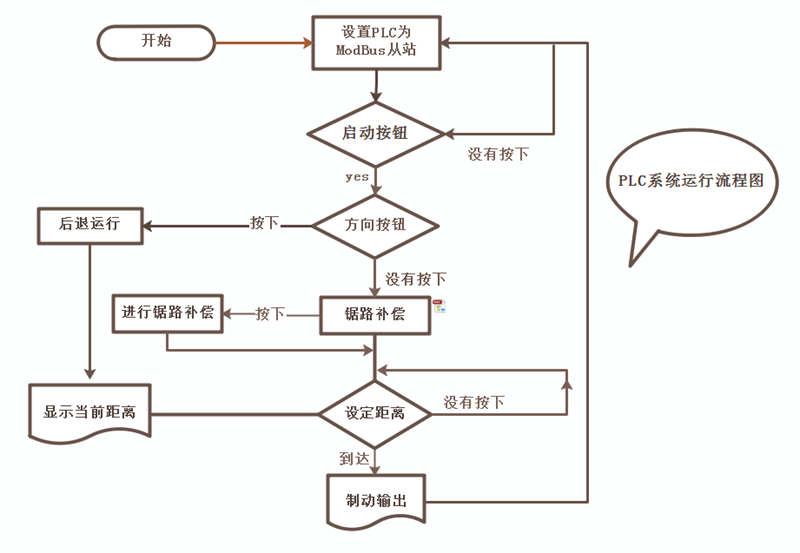 开始
设置PLC为
ModBus从站
启动按钮
没有按下
yes
PLC系统运行流程图
后退运行
按下
方向按钮
没有按下
进行锯路补偿
按下
锯路补偿
显示当前距离
设定距离
没有按下
到达
制动输出